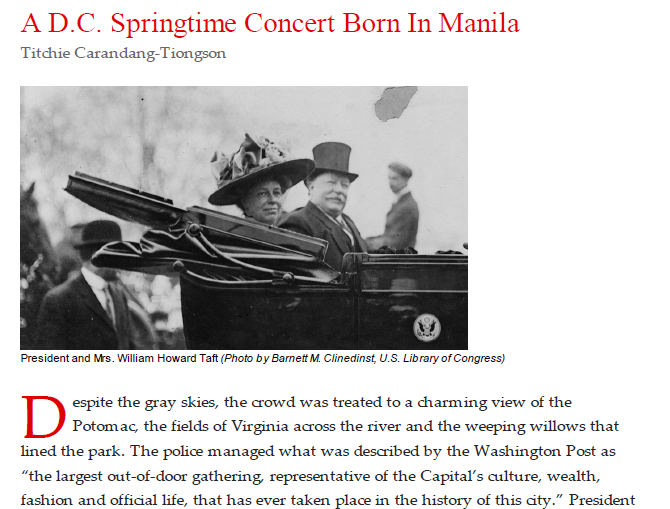 A D.C. Springtime Concert Born In Manila
Titchie Carandang-Tiongson
President and Mrs. William Howard Taft (Photo by Barnett M. Clinedinst, U.S. Library of Congress)
Despite the gray skies, the crowd was treated to a charming view of the
Potomac, the fields of Virginia across the river and the weeping willows that
lined the park. The police managed what was described by the Washington Post as
“the largest out-of-door gathering, representative of the Capital’s culture, wealth,
fashion and official life, that has ever taken place in the history of this city.” President